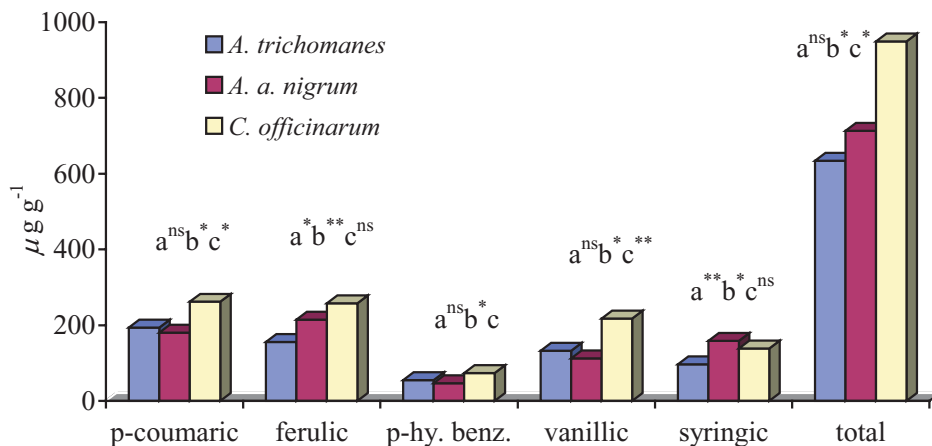 1000
800
600
400
200
0
μg g⁻¹
A. trichomanes
A. a. nigrum
C. officinarum
aⁿˢb*c*
a*b**cⁿˢ
aⁿˢb*c
aⁿˢb*c**
a**b*cⁿˢ
aⁿˢb*c*
p-coumaric ferulic p-hy. benz. vanillic syringic total